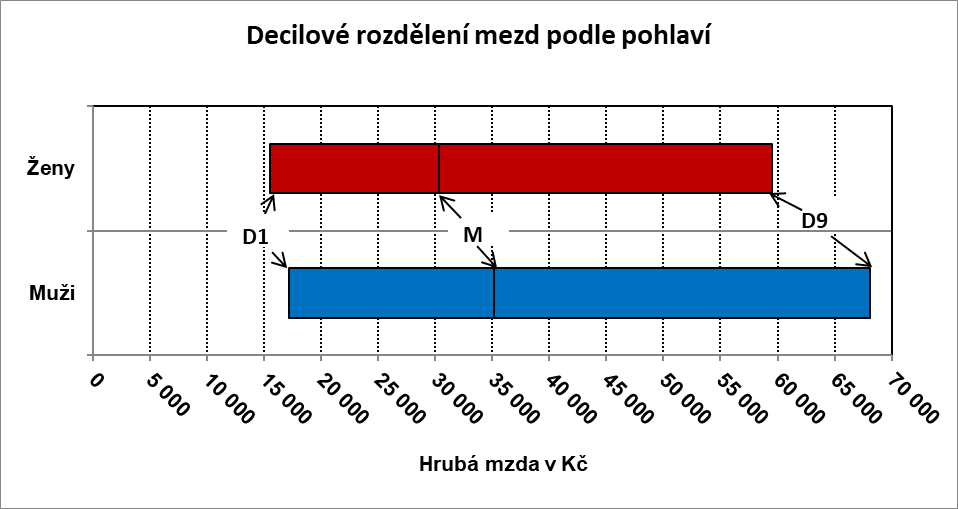 Decilové rozdělení mezd podle pohlaví
Ženy
D1
M
D9
Muži
0
5 000
10 000
15 000
20 000
25 000
30 000
35 000
40 000
45 000
50 000
55 000
60 000
65 000
70 000
Hrubá mzda v Kč